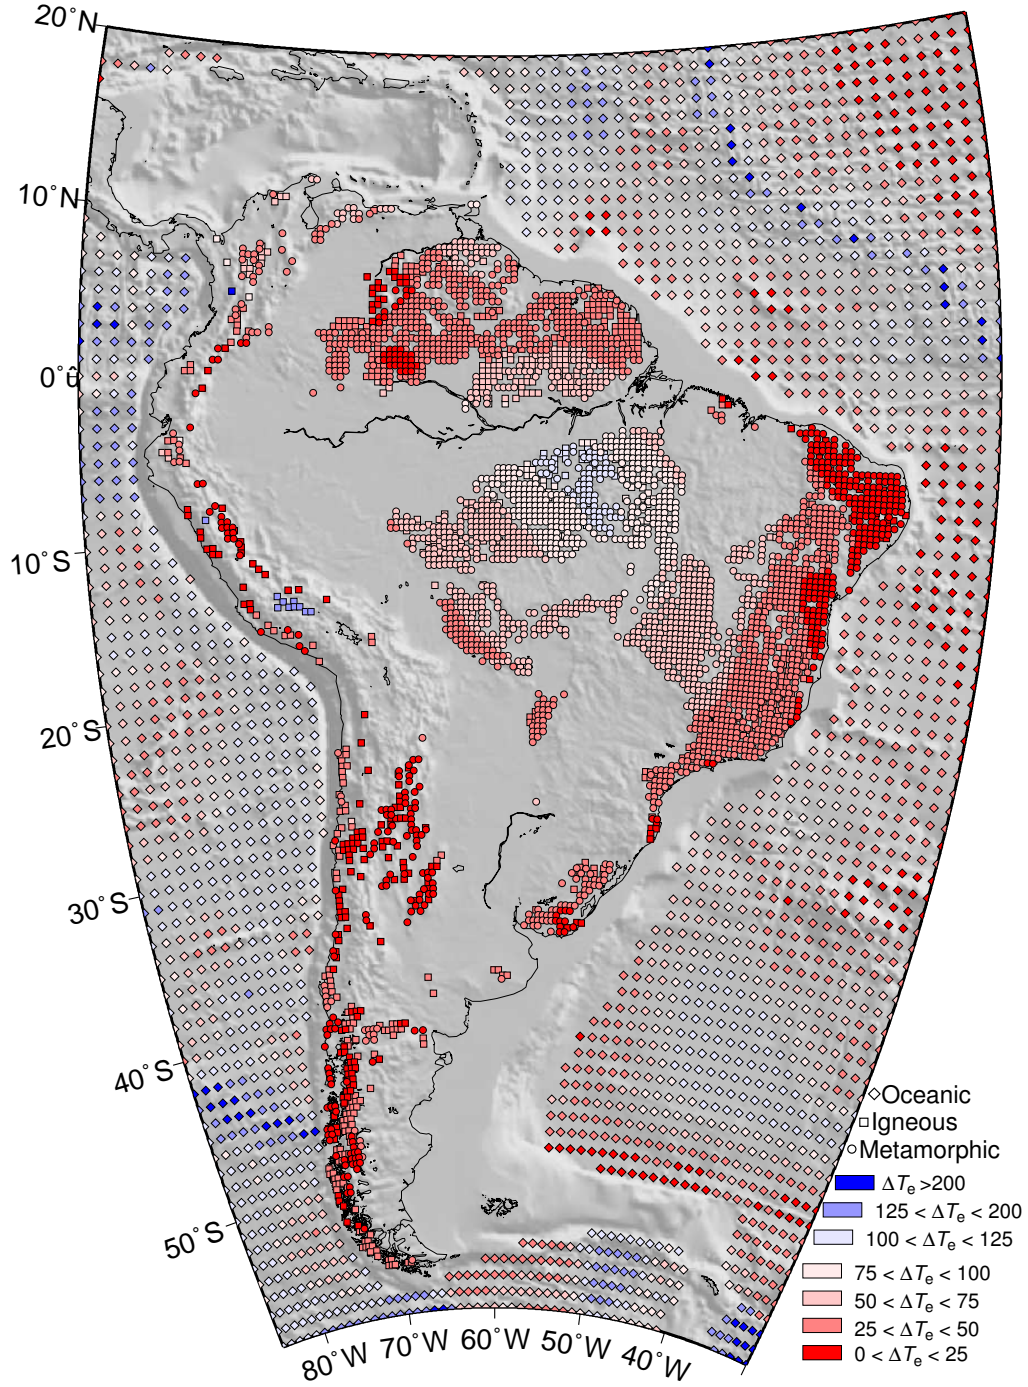 20°N
10°N
0°
10°S
20°S
30°S
40°S
50°S
80°W
70°W
60°W
50°W
40°W
Oceanic
Igneous
Metamorphic
ΔTe >200
125 < ΔTe < 200
100 < ΔTe < 125
75 < ΔTe < 100
50 < ΔTe < 75
25 < ΔTe < 50
0 < ΔTe < 25